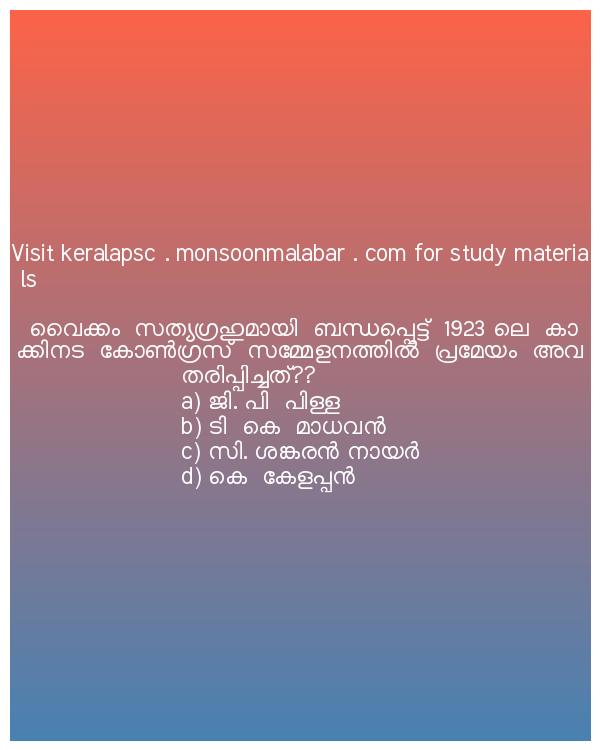 Visit keralapsc . monsoonmalabar . com for study materia
ls
വൈക്കം സത്യഗ്രഹുമായി ബന്ധപ്പെട്ട് 1923 ലെ കാ
ക്കിനട കോൺഗ്രസ് സമ്മേളനത്തിൽ പ്രമേയം അവ
തരിപ്പിച്ചത്??
a) ജി. പി പിള്ള
b) ടി കെ മാധവൻ
c) സി. ശങ്കരൻ നായർ
d) കെ കേളപ്പൻ